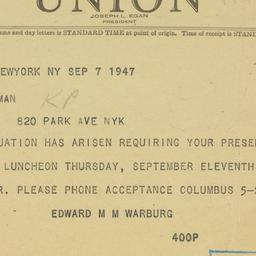 UNION
JOSEPH L. EGAN
PRESIDENT
me and day letters is STANDARD TIME at point of origin. Time of receipt is STAND
NEWYORK NY SEP 7 1947
MAN KP
820 PARK AVE NYK
UATION HAS ARISEN REQUIRING YOUR PRESE
LUNCHEON THURSDAY, SEPTEMBER ELEVENTH
R. PLEASE PHONE ACCEPTANCE COLUMBUS 5-
EDWARD M M WARBURG
400P